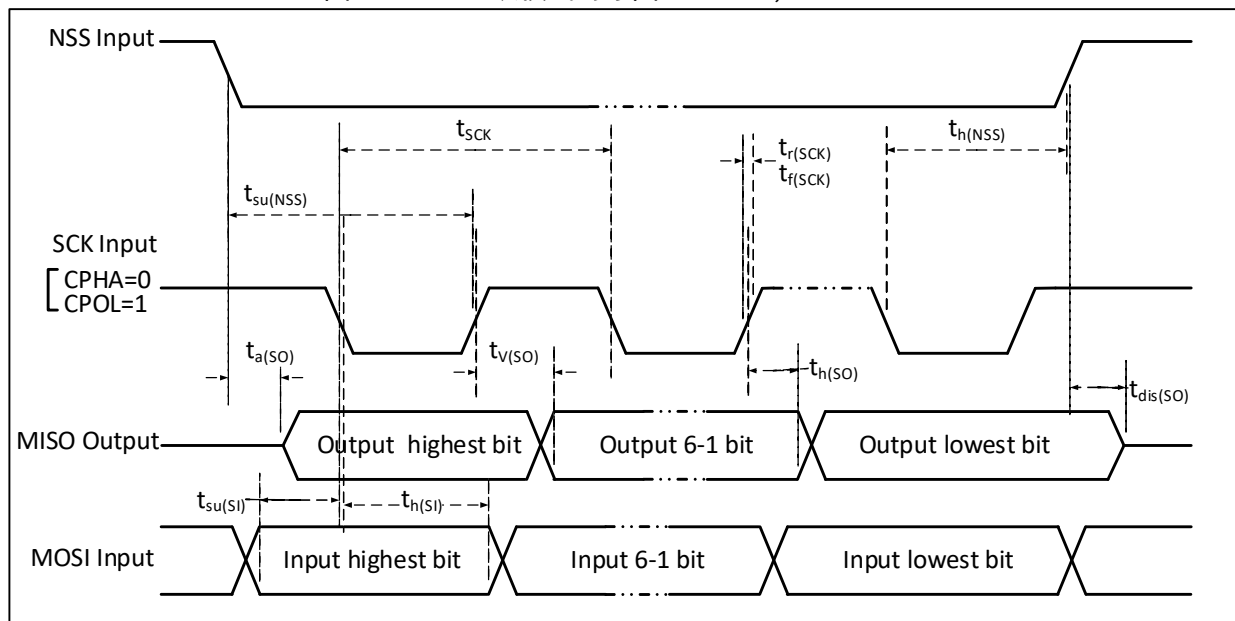 NSS Input
tSCK
th(NSS)
tr(SCK)
tf(SCK)
tsu(NSS)
SCK Input
CPHA=0
CPOL=1
ta(SO)
tV(SO)
th(SO)
tdis(SO)
MISO Output
Output highest bit
Output 6-1 bit
Output lowest bit
tsu(SI)
th(SI)
MOSI Input
Input highest bit
Input 6-1 bit
Input lowest bit